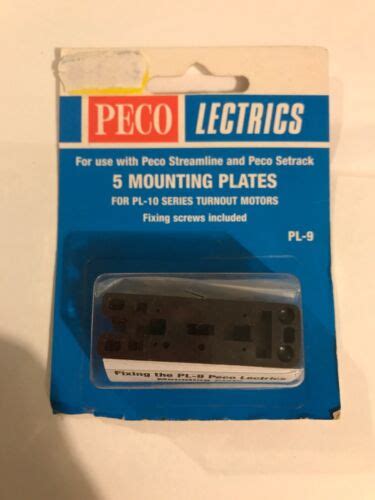 PECO LECTRICS
For use with Peco Streamline and Peco Setrack
5 MOUNTING PLATES
FOR PL-10 SERIES TURNOUT MOTORS
Fixing screws included
PL-9
Fixing the PL-9 Peco Lectrics
Mounting